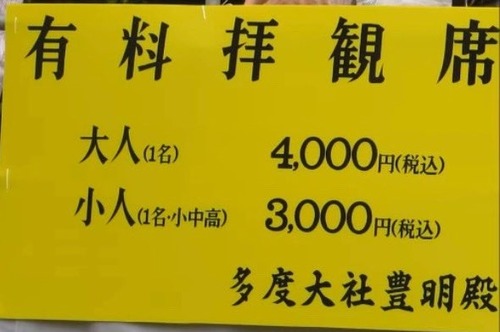 有料拝観席
大人(1名) 4,000円(税込)
小人(1名·小中高) 3,000円(税込)
多度大社豊明殿